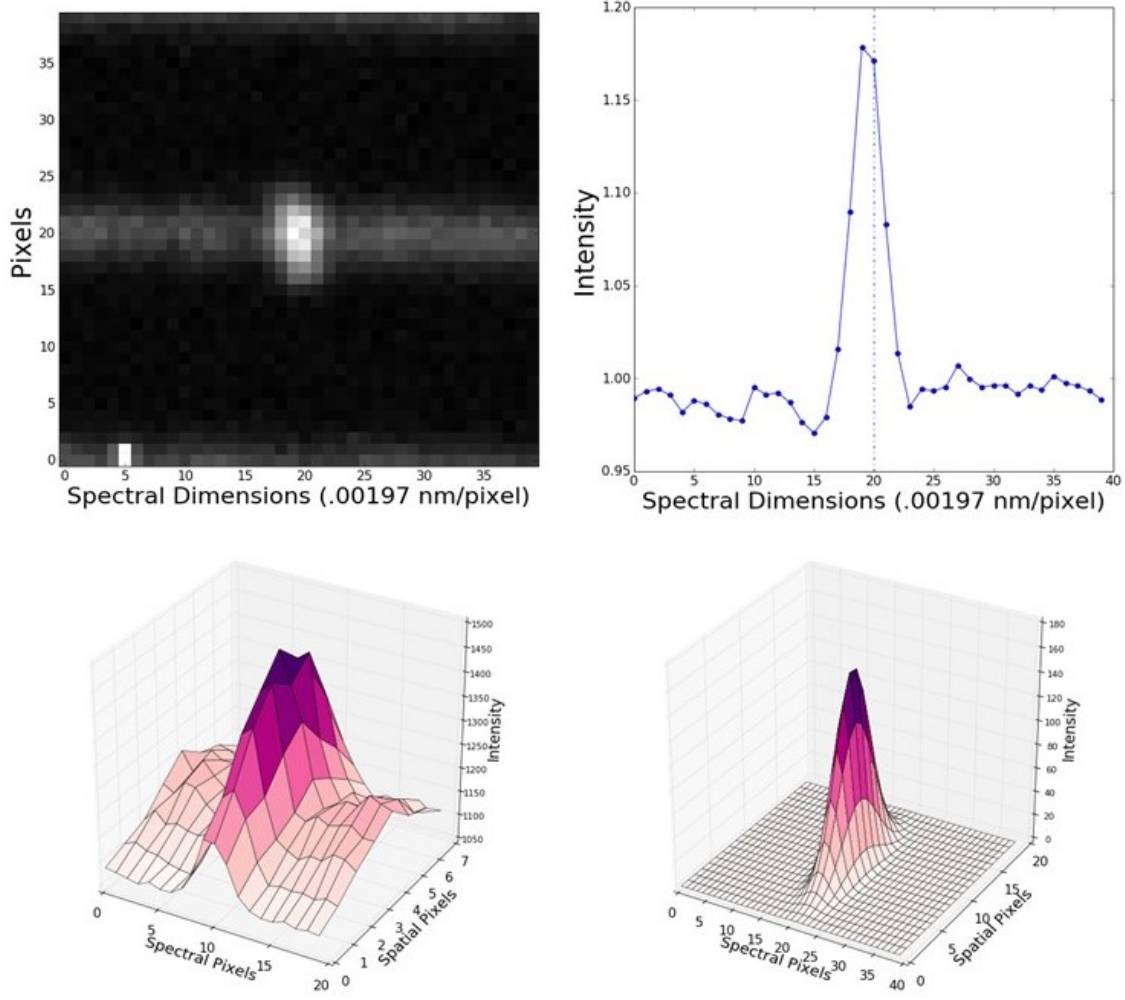 35
30
25
20
15
10
5
0
Pixels
0 5 10 15 20 25 30 35
Spectral Dimensions (.00197 nm/pixel)
1.20
1.15
1.10
1.05
1.00
0.95
Intensity
0 5 10 15 20 25 30 35 40
Spectral Dimensions (.00197 nm/pixel)
1500
1450
1400
1350
1300
1250
1200
1150
1100
1050
Intensity
0 5 10 15 20
Spectral Pixels
0 1 2 3 4 5 6 7
Spatial Pixels
180
160
140
120
100
80
60
40
20
0
Intensity
0 5 10 15 20 25 30 35 40
Spectral Pixels
0 5 10 15 20
Spatial Pixels